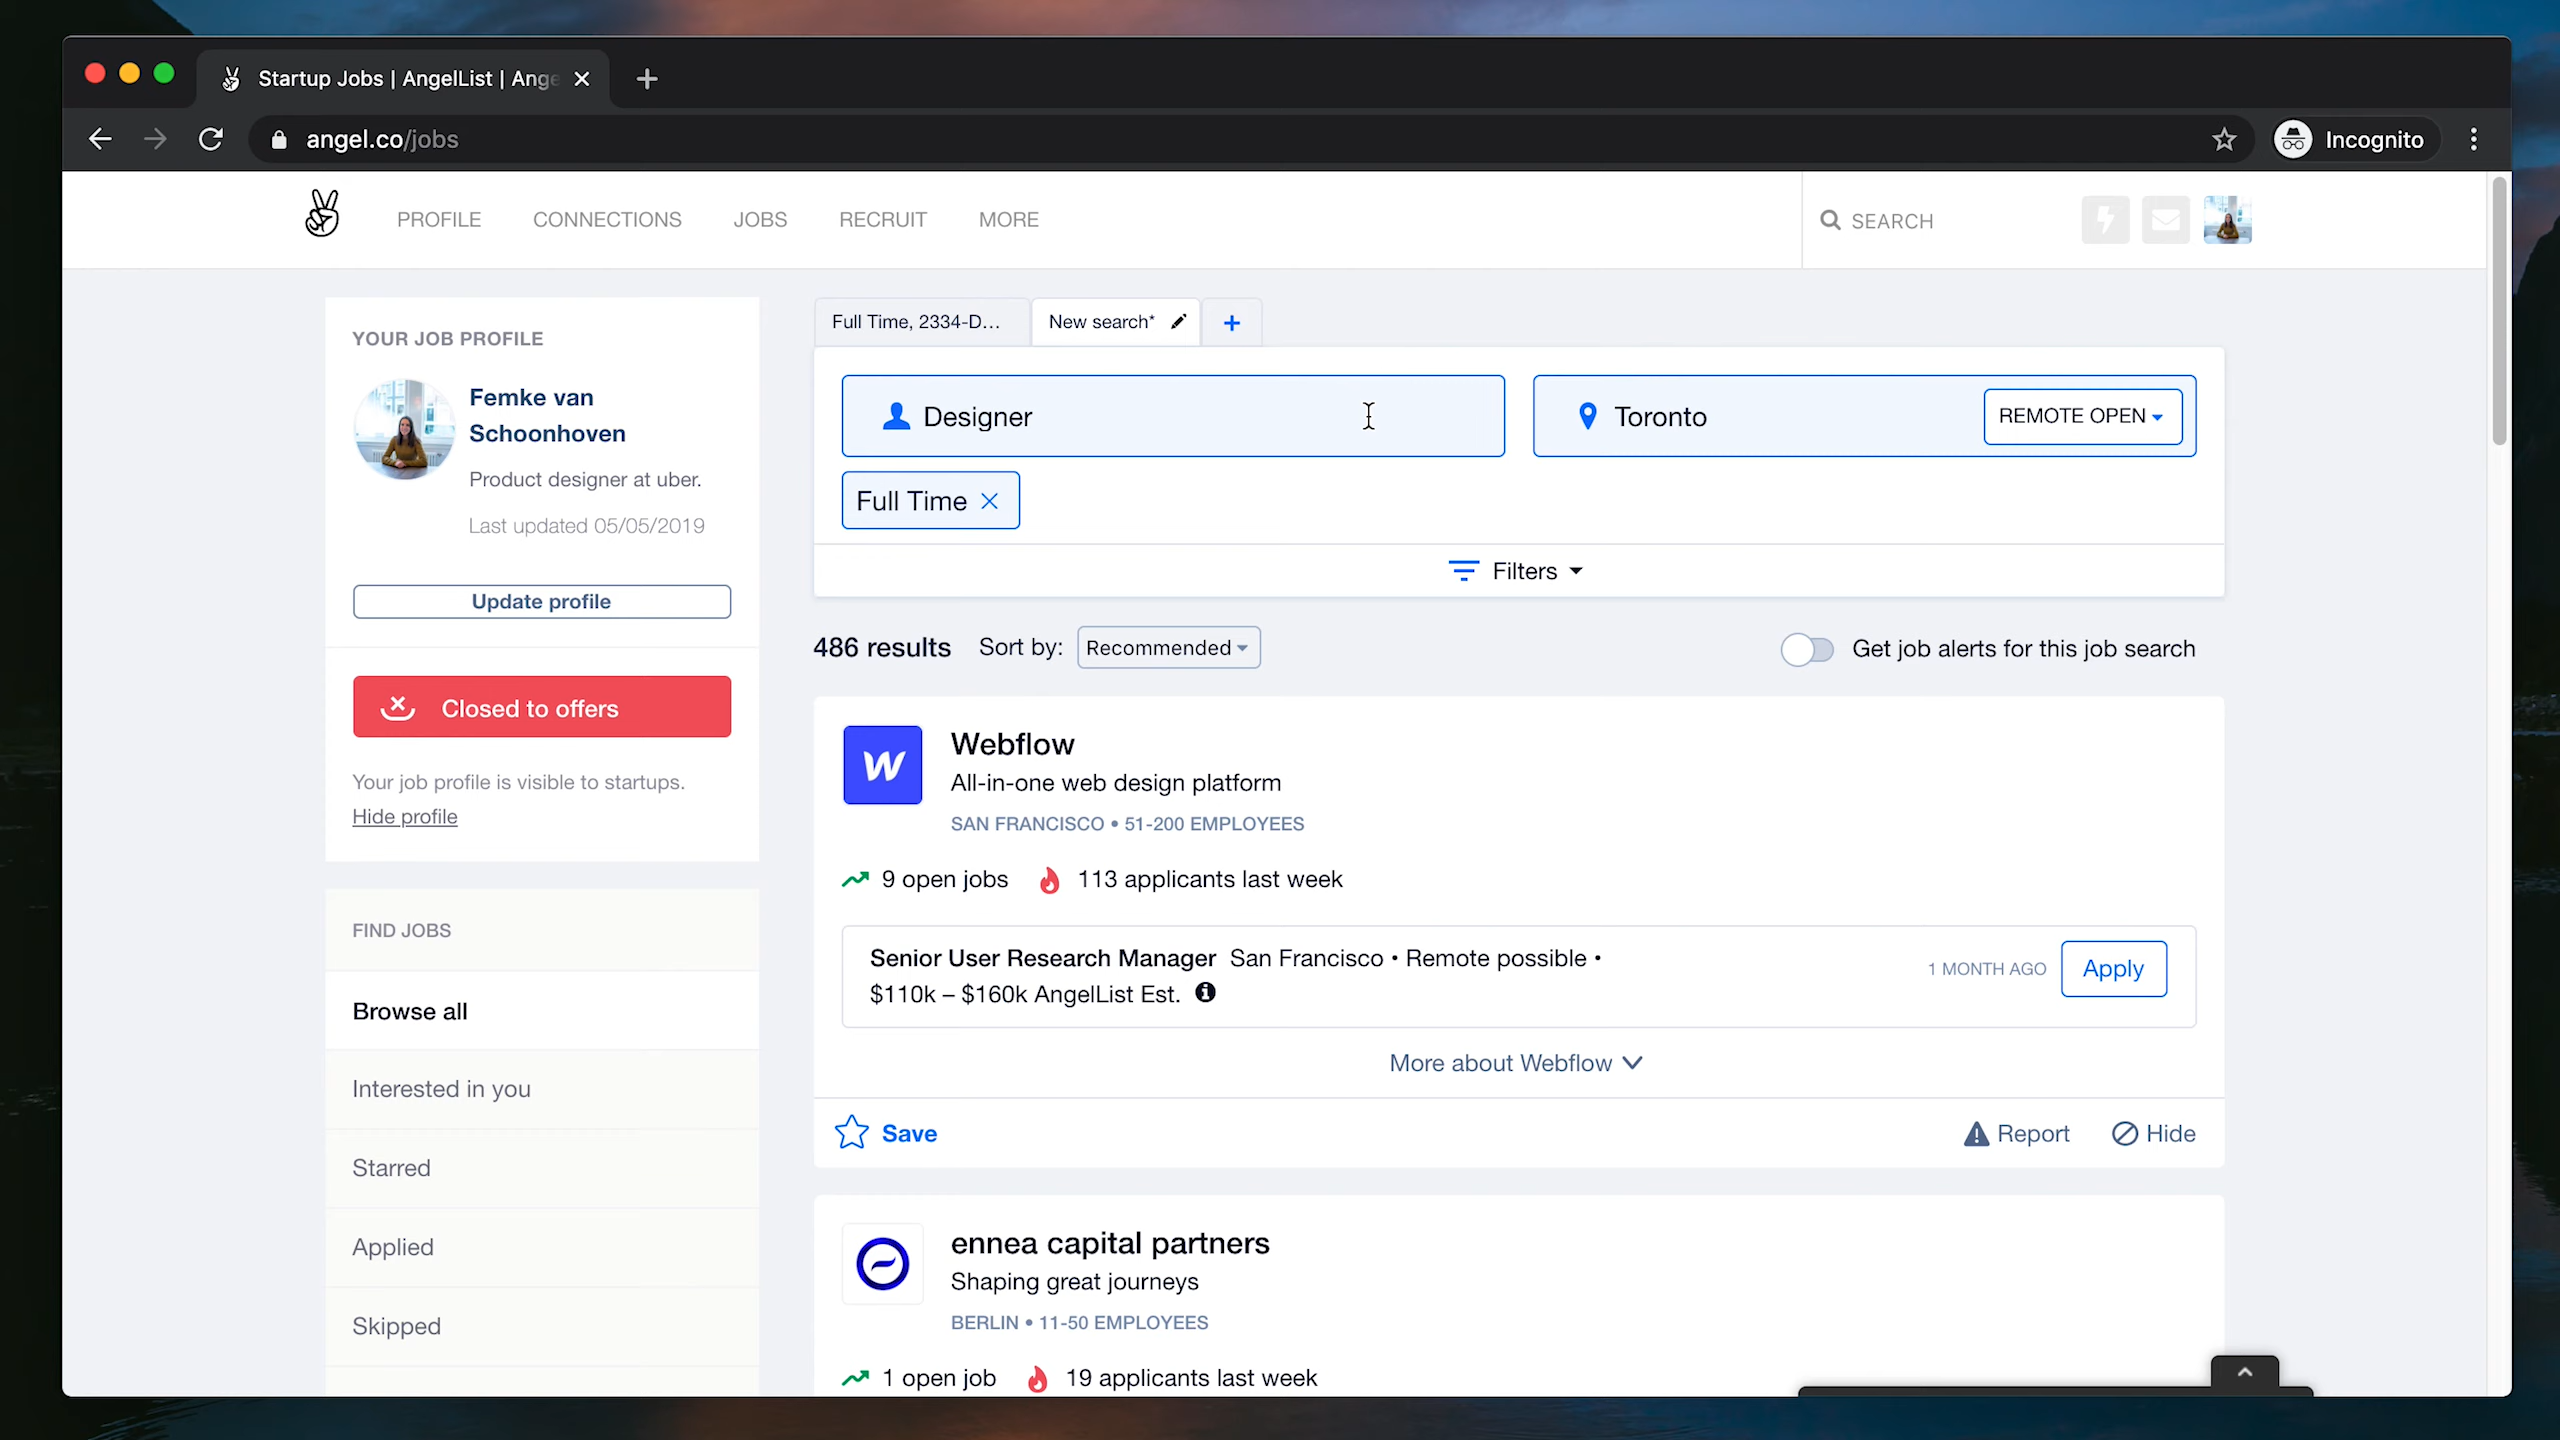 Startup Jobs | AngelList | Ange
angel.co/jobs
Incognito
PROFILE
CONNECTIONS
JOBS
RECRUIT
MORE
SEARCH
YOUR JOB PROFILE
Femke van
Schoonhoven
Product designer at uber.
Last updated 05/05/2019
Update profile
Closed to offers
Your job profile is visible to startups.
Hide profile
FIND JOBS
Browse all
Interested in you
Starred
Applied
Skipped
Full Time, 2334-D...
New search*
+
Designer
Toronto
REMOTE OPEN
Full Time
Filters
486 results
Sort by:
Recommended
Get job alerts for this job search
W
Webflow
All-in-one web design platform
SAN FRANCISCO • 51-200 EMPLOYEES
9 open jobs
113 applicants last week
Senior User Research Manager San Francisco • Remote possible •
$110k – $160k AngelList Est.
1 MONTH AGO
Apply
More about Webflow
Save
Report
Hide
ennea capital partners
Shaping great journeys
BERLIN • 11-50 EMPLOYEES
1 open job
19 applicants last week